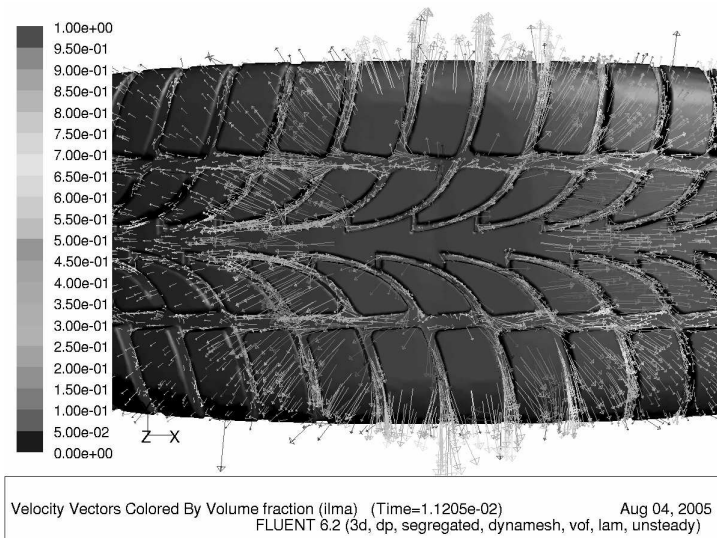 1.00e+00
9.50e-01
9.00e-01
8.50e-01
8.00e-01
7.50e-01
7.00e-01
6.50e-01
6.00e-01
5.50e-01
5.00e-01
4.50e-01
4.00e-01
3.50e-01
3.00e-01
2.50e-01
2.00e-01
1.50e-01
1.00e-01
5.00e-02
0.00e+00
Z X
Velocity Vectors Colored By Volume fraction (ilma) (Time=1.1205e-02) Aug 04, 2005
FLUENT 6.2 (3d, dp, segregated, dynamesh, vof, lam, unsteady)